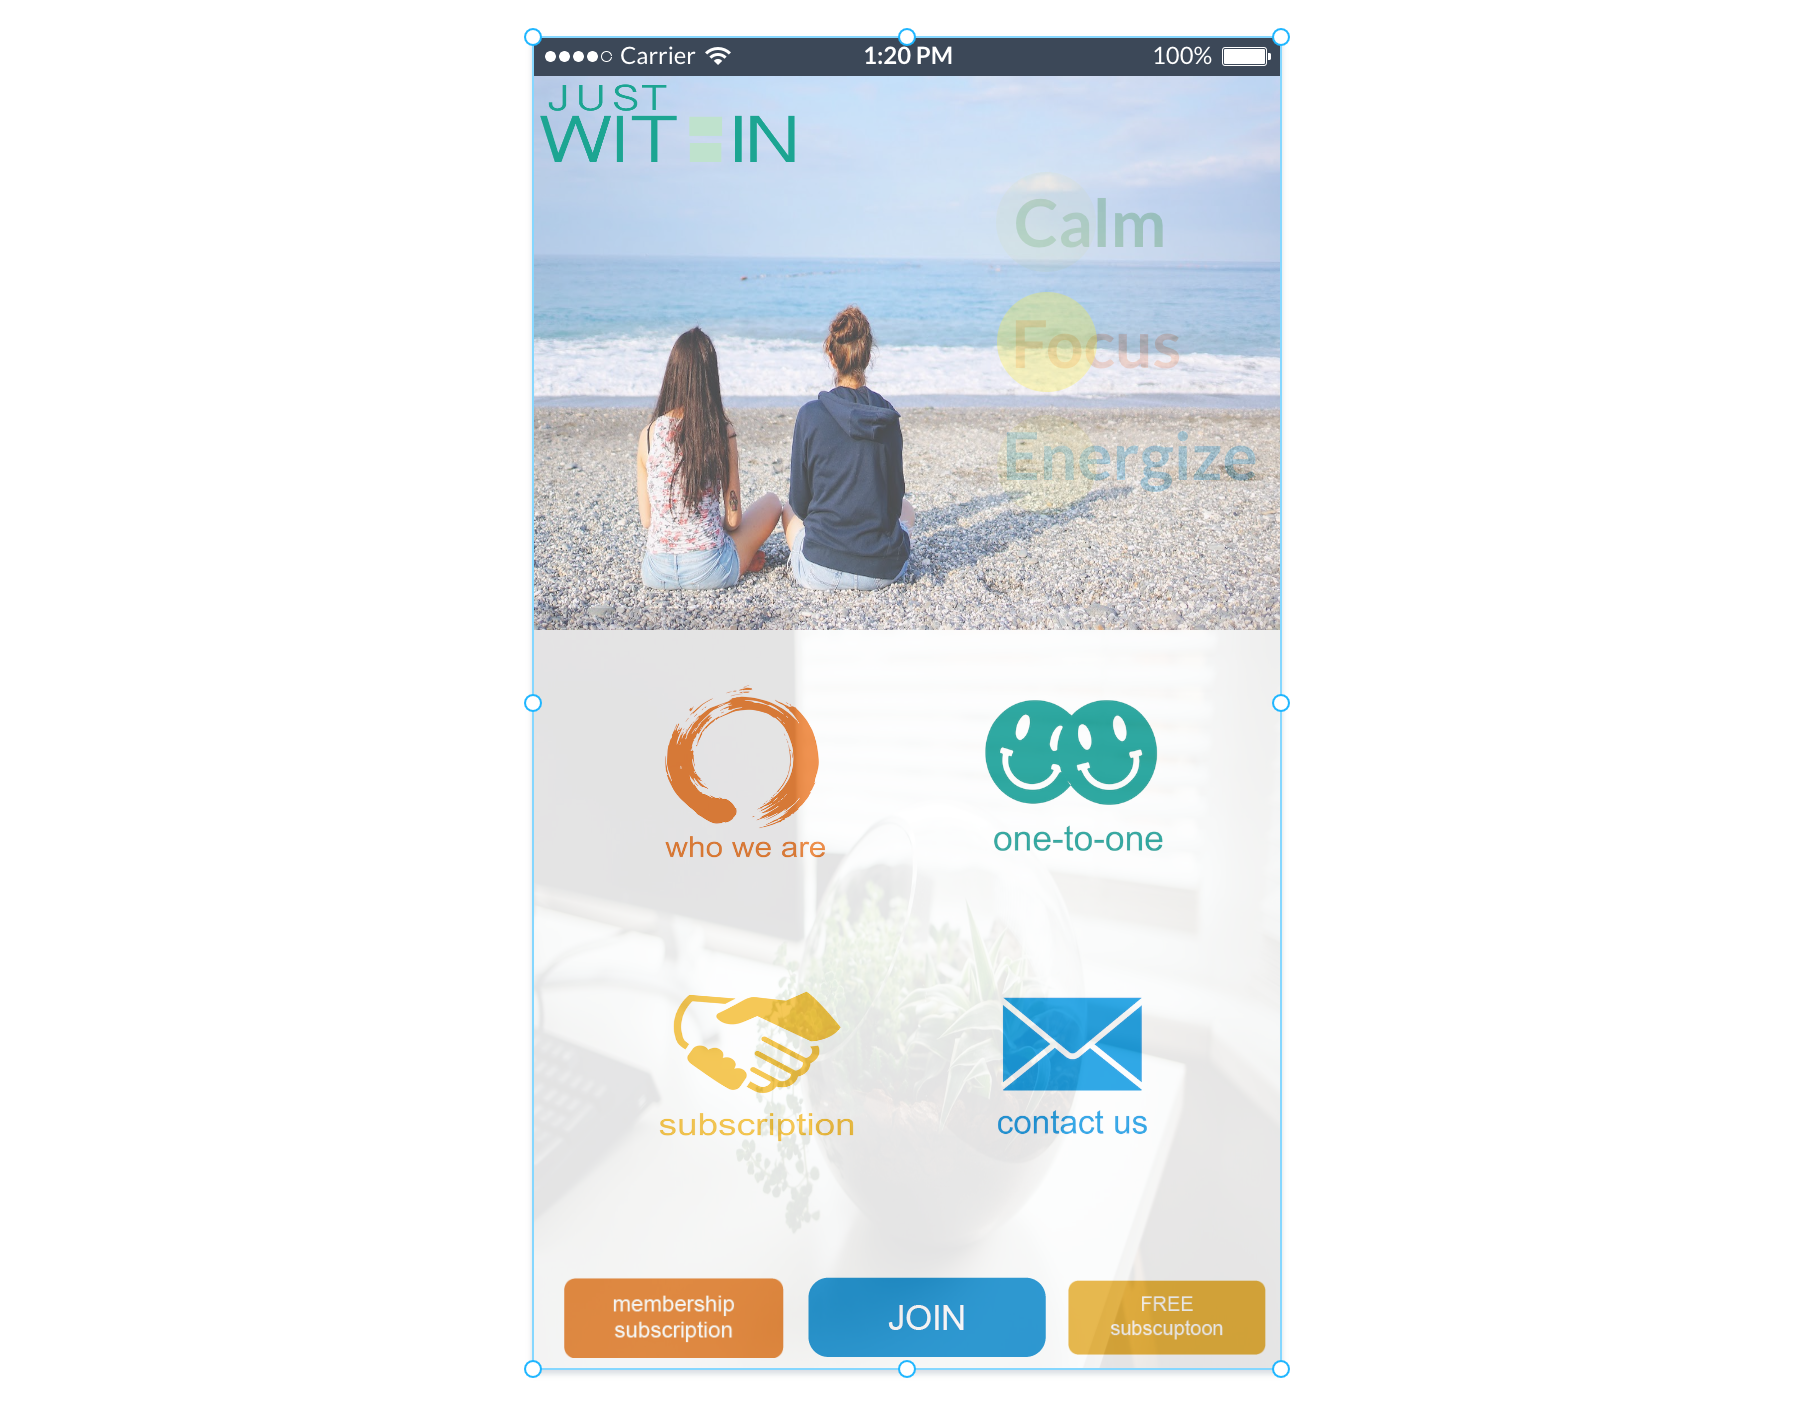 Carrier 1:20 PM 100%
JUST
WIT IN
Calm
Focus
Energize
who we are
one-to-one
subscription
contact us
membership
subscription
JOIN
FREE
subscuptoon